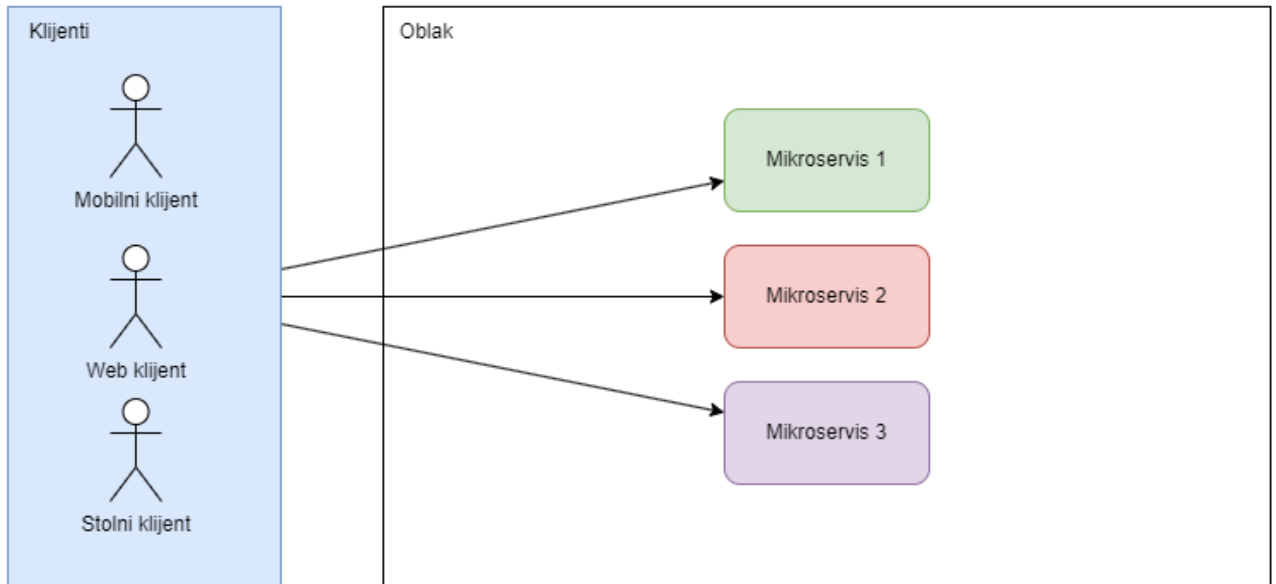 Klijenti
Oblak
Mobilni klijent
Web klijent
Stolni klijent
Mikroservis 1
Mikroservis 2
Mikroservis 3